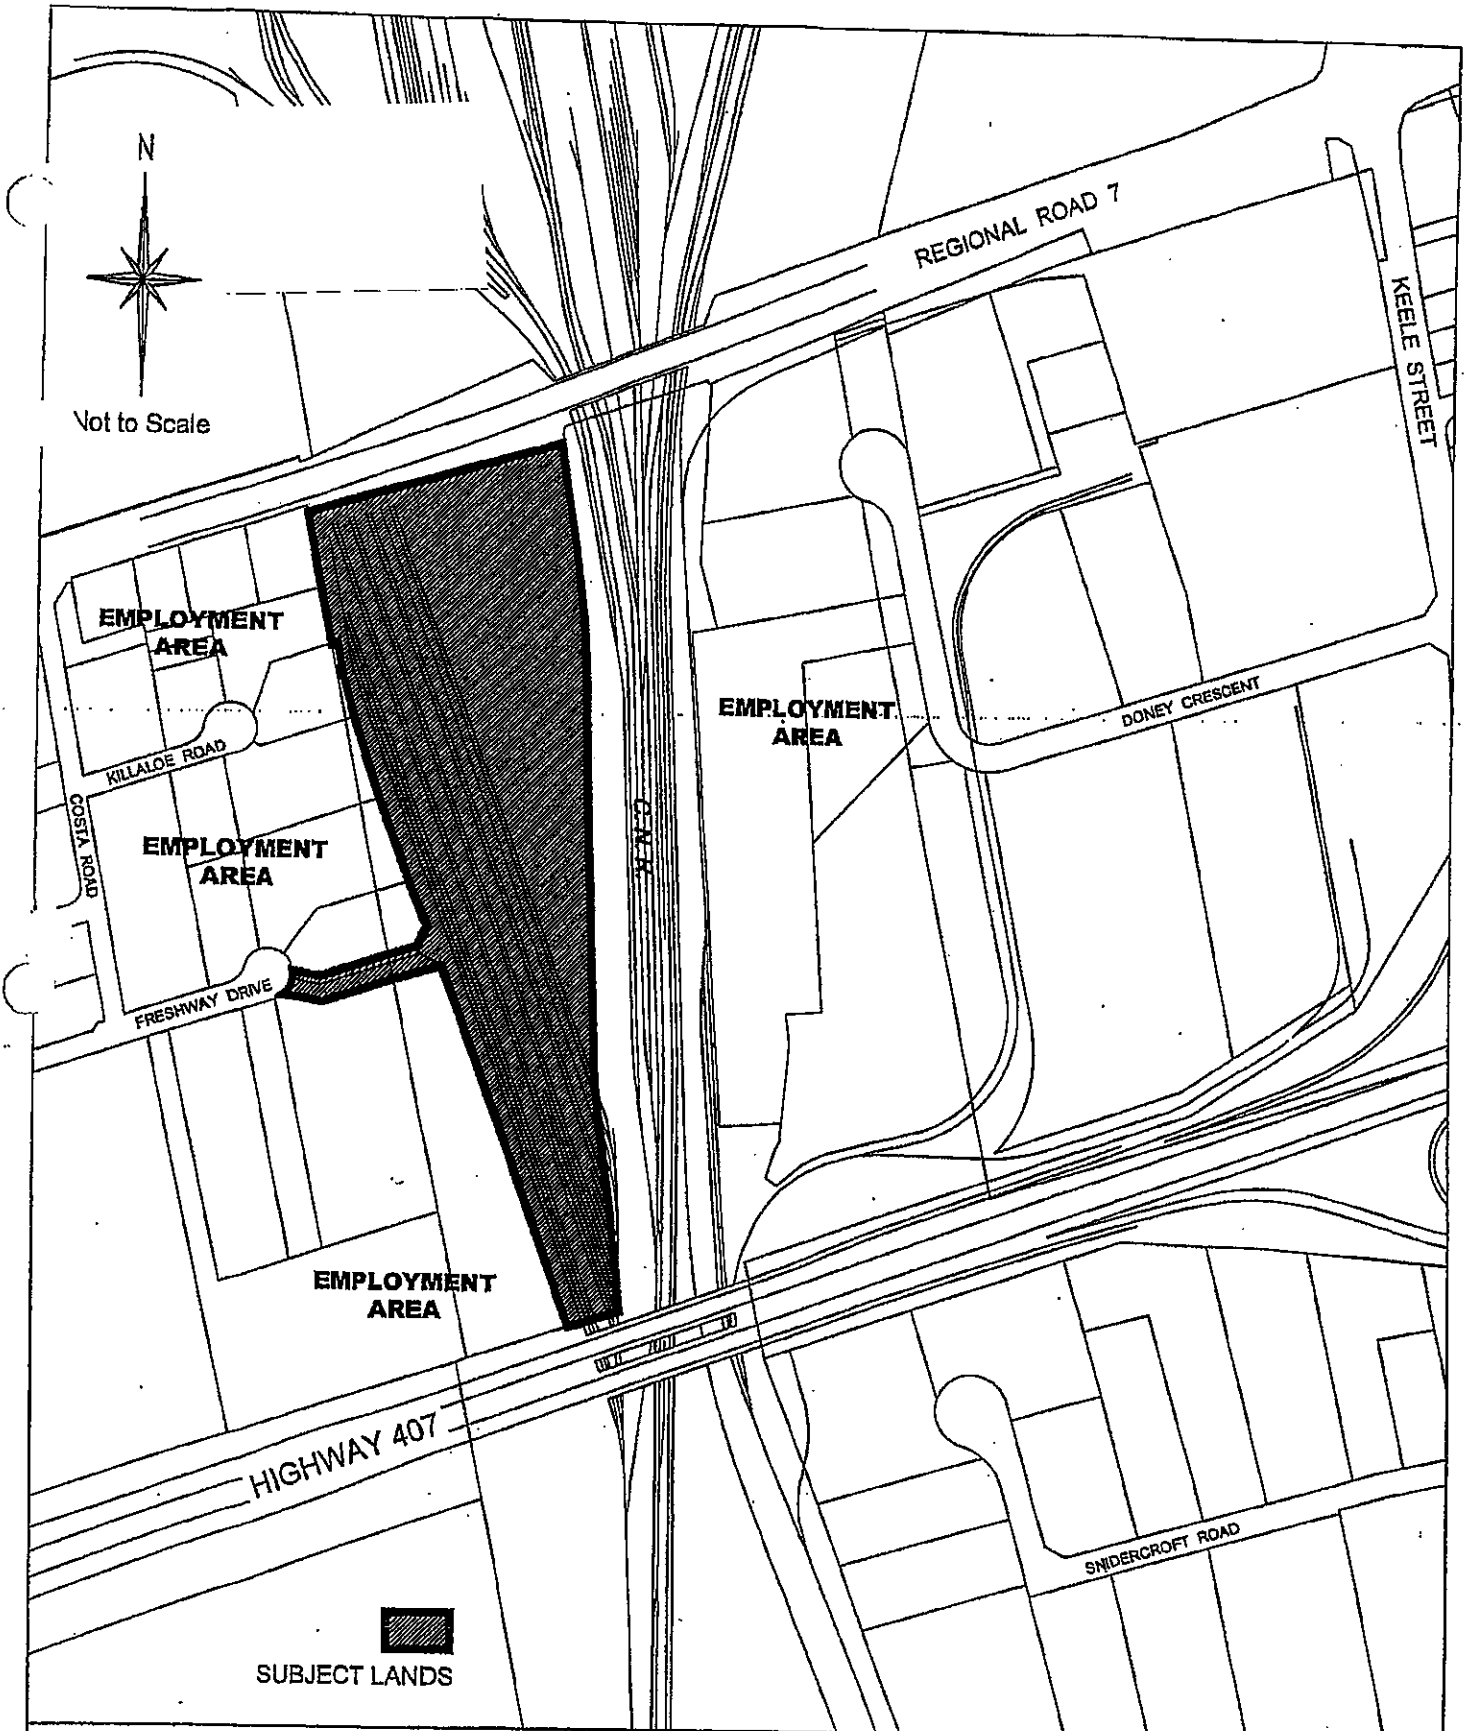 N
Not to Scale
REGIONAL ROAD 7
KEELE STREET
EMPLOYMENT
AREA
EMPLOYMENT
AREA
DONEY CRESCENT
KILLALOE ROAD
COSTA ROAD
C.N.R.
EMPLOYMENT
AREA
FRESHWAY DRIVE
EMPLOYMENT
AREA
HIGHWAY 407
SNIDERCROFT ROAD
SUBJECT LANDS